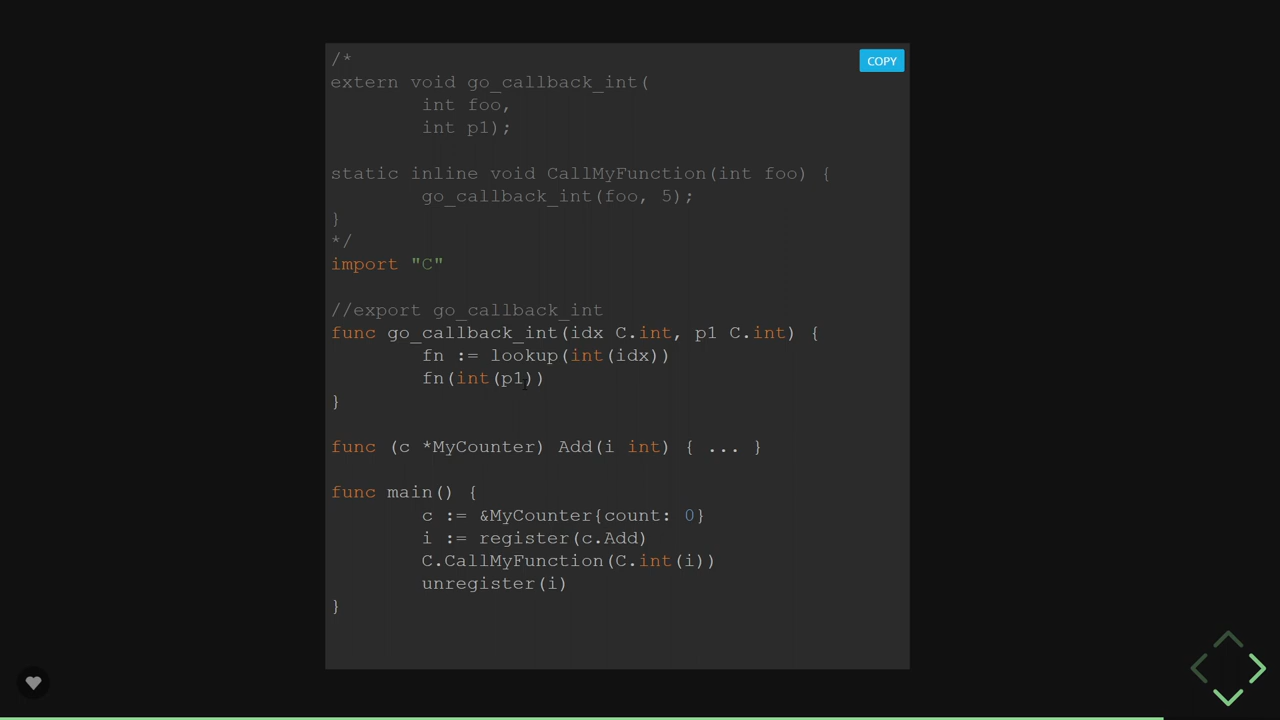 COPY
/*
extern void go_callback_int(
int foo,
int p1);
static inline void CallMyFunction(int foo) {
go_callback_int(foo, 5);
}
*/
import "C"
//export go_callback_int
func go_callback_int(idx C.int, p1 C.int) {
fn := lookup(int(idx))
fn(int(p1))
}
func (c *MyCounter) Add(i int) { ... }
func main() {
c := &MyCounter{count: 0}
i := register(c.Add)
C.CallMyFunction(C.int(i))
unregister(i)
}